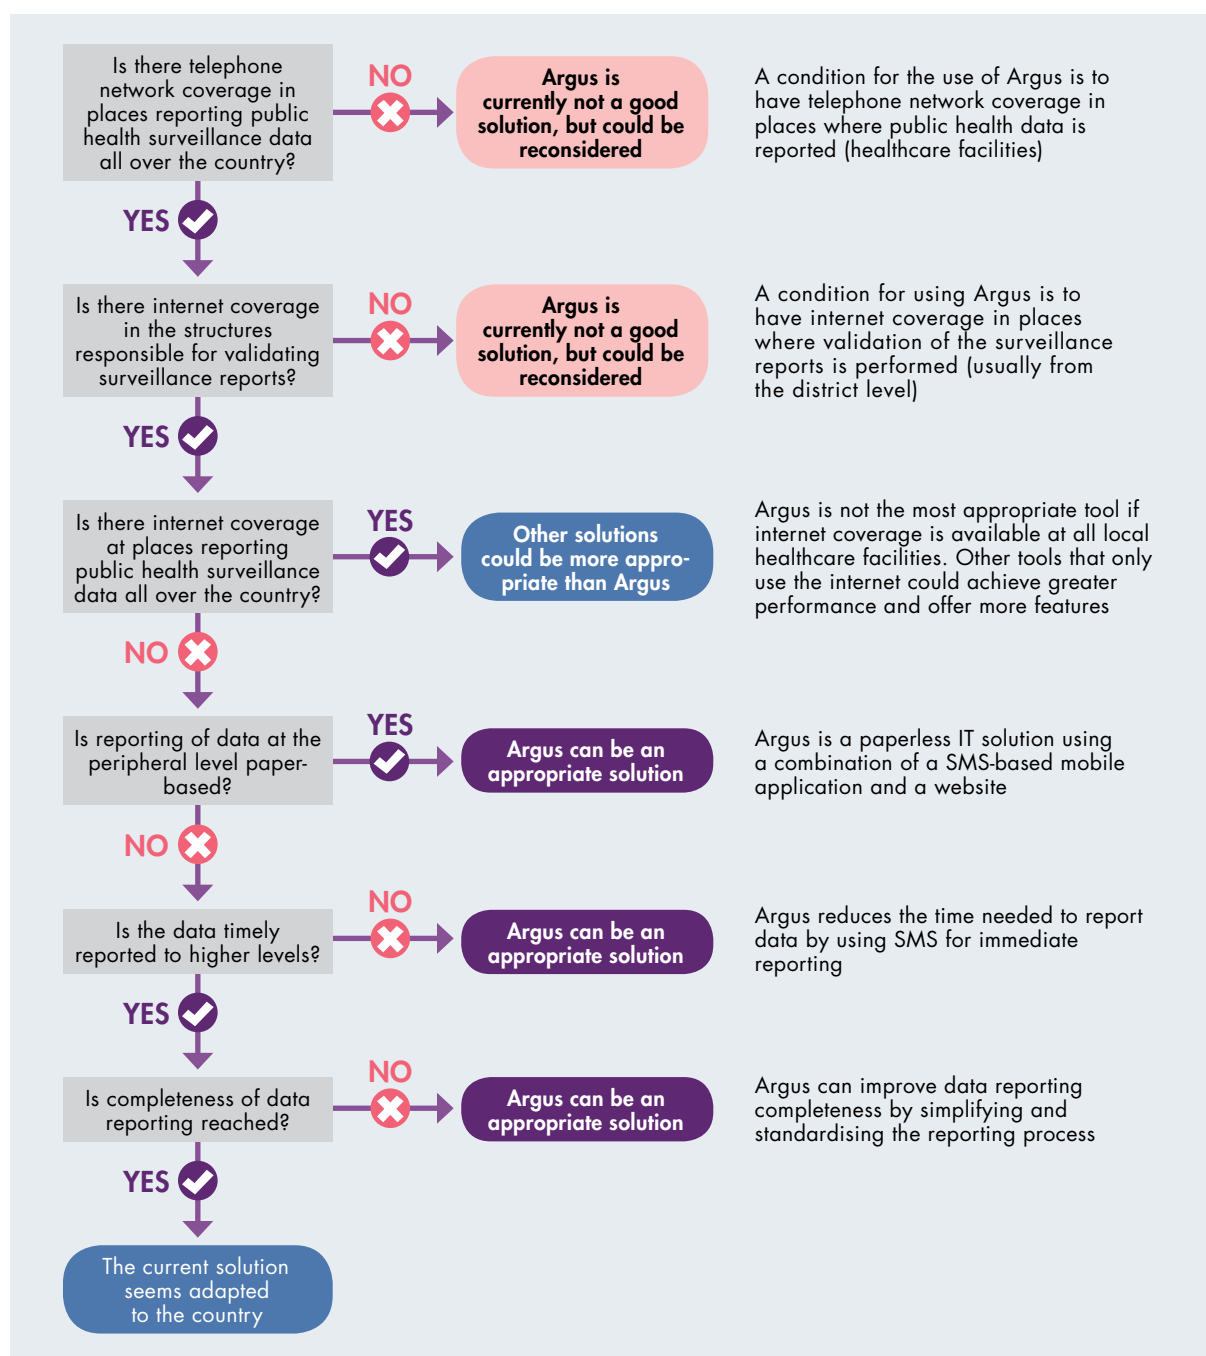 Is there telephone
network coverage in
places reporting public
health surveillance data
all over the country?
NO
Argus is
currently not a good
solution, but could be
reconsidered
A condition for the use of Argus is to
have telephone network coverage in
places where public health data is
reported (healthcare facilities)
YES
Is there internet coverage
in the structures
responsible for validating
surveillance reports?
NO
Argus is
currently not a good
solution, but could be
reconsidered
A condition for using Argus is to
have internet coverage in places
where validation of the surveillance
reports is performed (usually from
the district level)
YES
Is there internet coverage
at places reporting
public health surveillance
data all over the country?
YES
Other solutions
could be more appro-
priate than Argus
Argus is not the most appropriate tool if
internet coverage is available at all local
healthcare facilities. Other tools that only
use the internet could achieve greater
performance and offer more features
NO
Is reporting of data at the
peripheral level paper-
based?
YES
Argus can be an
appropriate solution
Argus is a paperless IT solution using
a combination of a SMS-based mobile
application and a website
NO
Is the data timely
reported to higher levels?
NO
Argus can be an
appropriate solution
Argus reduces the time needed to report
data by using SMS for immediate
reporting
YES
Is completeness of data
reporting reached?
NO
Argus can be an
appropriate solution
Argus can improve data reporting
completeness by simplifying and
standardising the reporting process
YES
The current solution
seems adapted
to the country